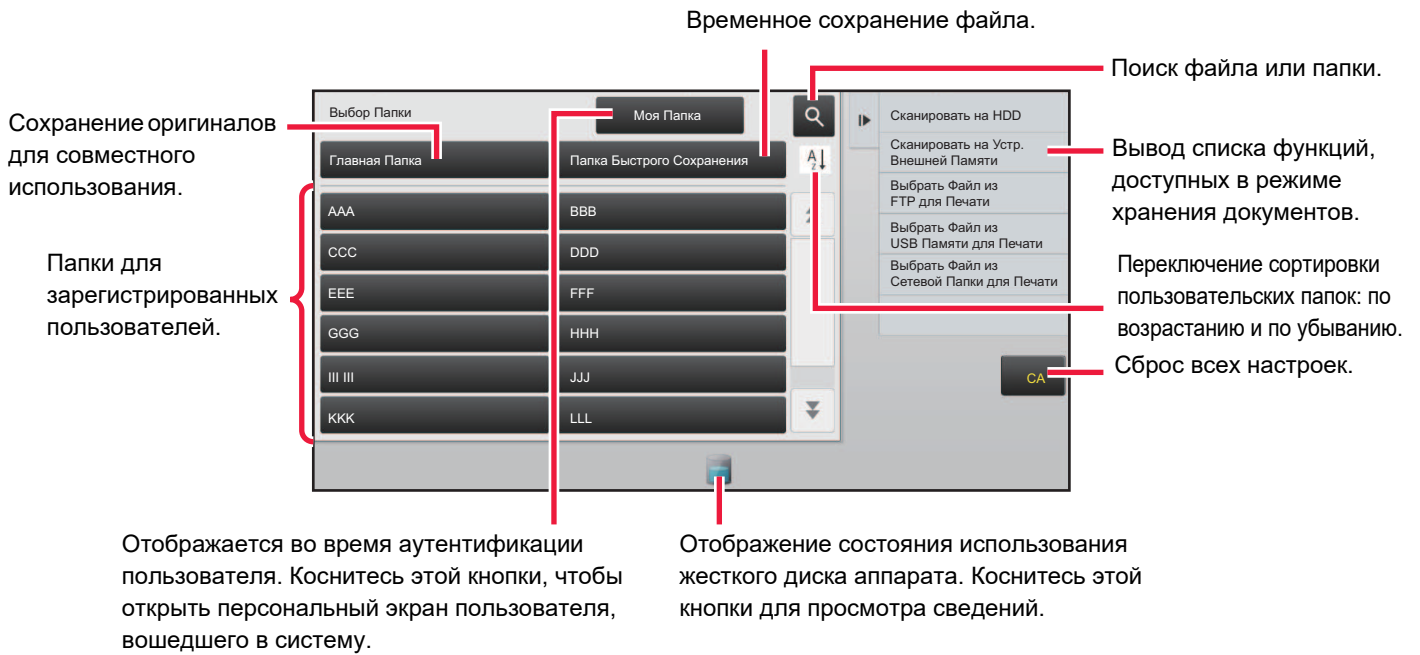 Временное сохранение файла.
Поиск файла или папки.
Сохранение оригиналов
для совместного
использования.
Выбор Папки
Моя Папка
Сканировать на HDD
Главная Папка
Папка Быстрого Сохранения
A
Z
Сканировать на Устр.
Внешней Памяти
Вывод списка функций,
доступных в режиме
хранения документов.
AAA
BBB
Выбрать Файл из
FTP для Печати
CCC
DDD
Выбрать Файл из
USB Памяти для Печати
Папки для
зарегистрированных
пользователей.
EEE
FFF
Выбрать Файл из
Сетевой Папки для Печати
Переключение сортировки
пользовательских папок: по
возрастанию и по убыванию.
GGG
HHH
III III
JJJ
CA
Сброс всех настроек.
KKK
LLL
Отображается во время аутентификации
пользователя. Коснитесь этой кнопки, чтобы
открыть персональный экран пользователя,
вошедшего в систему.
Отображение состояния использования
жесткого диска аппарата. Коснитесь этой
кнопки для просмотра сведений.